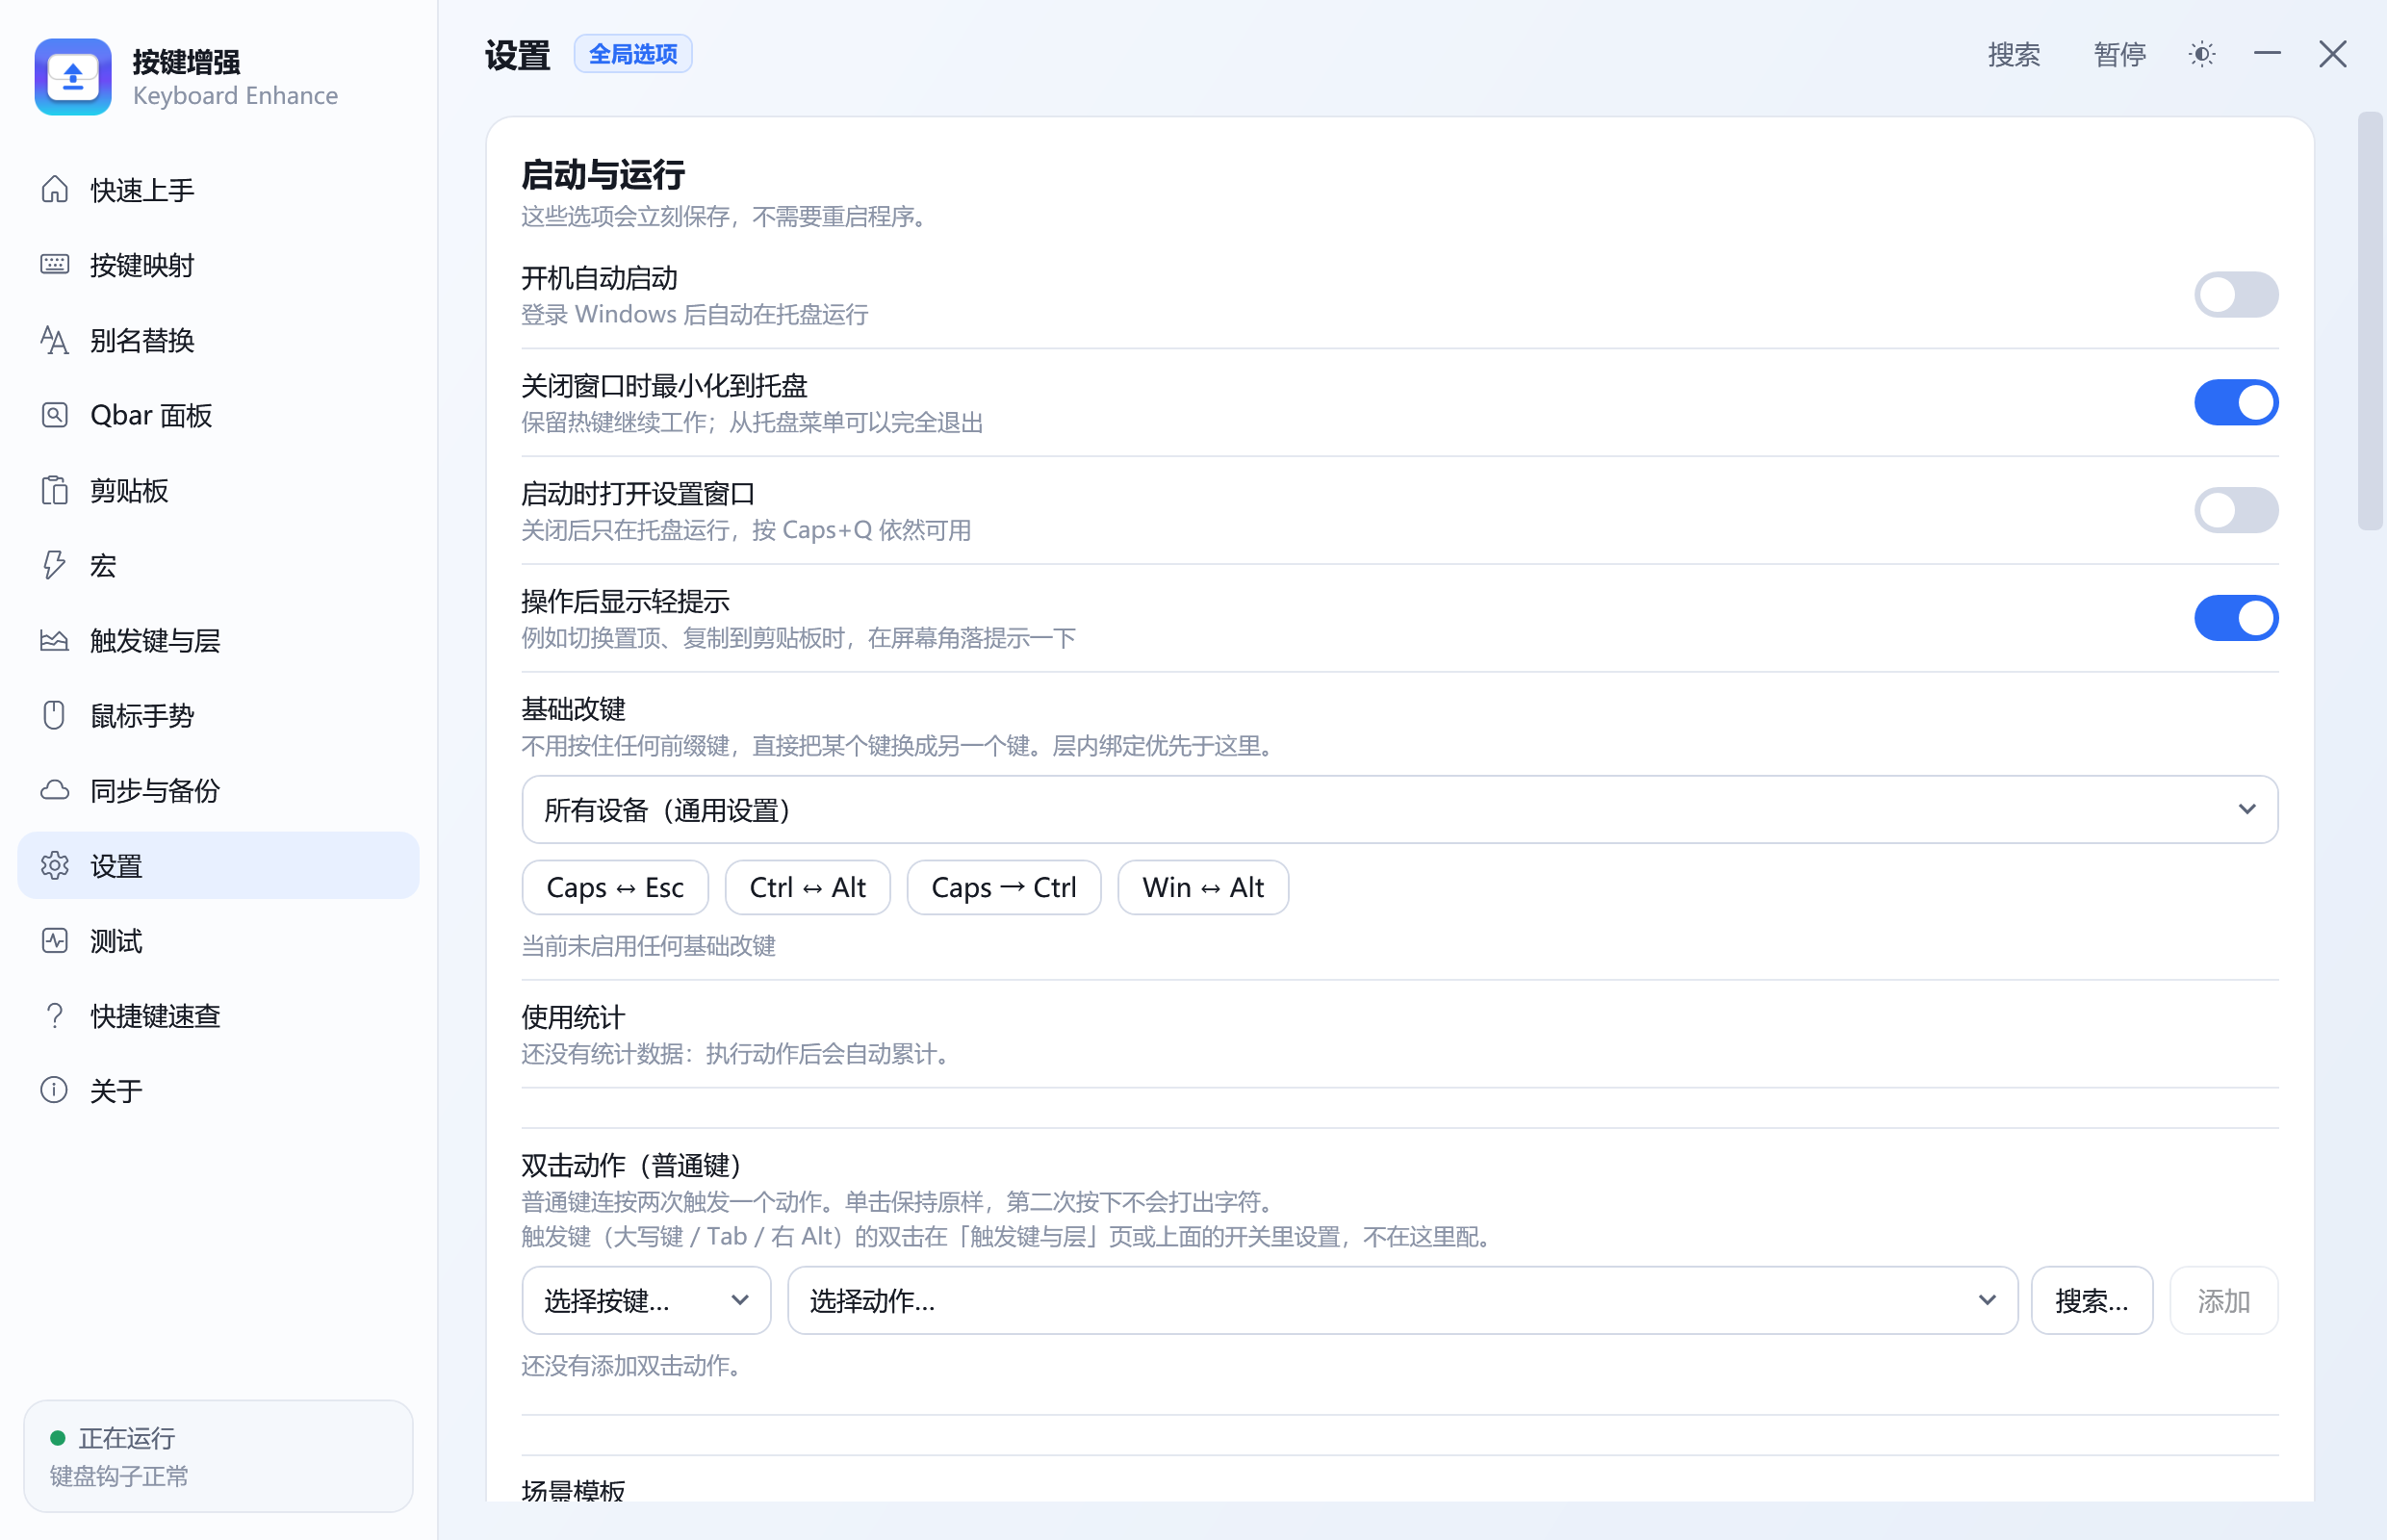 按键增强
Keyboard Enhance
快速上手
按键映射
别名替换
Qbar 面板
剪贴板
宏
触发键与层
鼠标手势
同步与备份
设置
测试
快捷键速查
关于
正在运行
键盘钩子正常
设置 全局选项
搜索 暂停
启动与运行
这些选项会立刻保存，不需要重启程序。
开机自动启动
登录 Windows 后自动在托盘运行
关闭窗口时最小化到托盘
保留热键继续工作；从托盘菜单可以完全退出
启动时打开设置窗口
关闭后只在托盘运行，按 Caps+Q 依然可用
操作后显示轻提示
例如切换置顶、复制到剪贴板时，在屏幕角落提示一下
基础改键
不用按住任何前缀键，直接把某个键换成另一个键。层内绑定优先于这里。
所有设备（通用设置）
Caps ↔ Esc Ctrl ↔ Alt Caps → Ctrl Win ↔ Alt
当前未启用任何基础改键
使用统计
还没有统计数据：执行动作后会自动累计。
双击动作（普通键）
普通键连按两次触发一个动作。单击保持原样，第二次按下不会打出字符。
触发键（大写键 / Tab / 右 Alt）的双击在「触发键与层」页或上面的开关里设置，不在这里配。
选择按键... 选择动作... 搜索... 添加
还没有添加双击动作。
场景模板